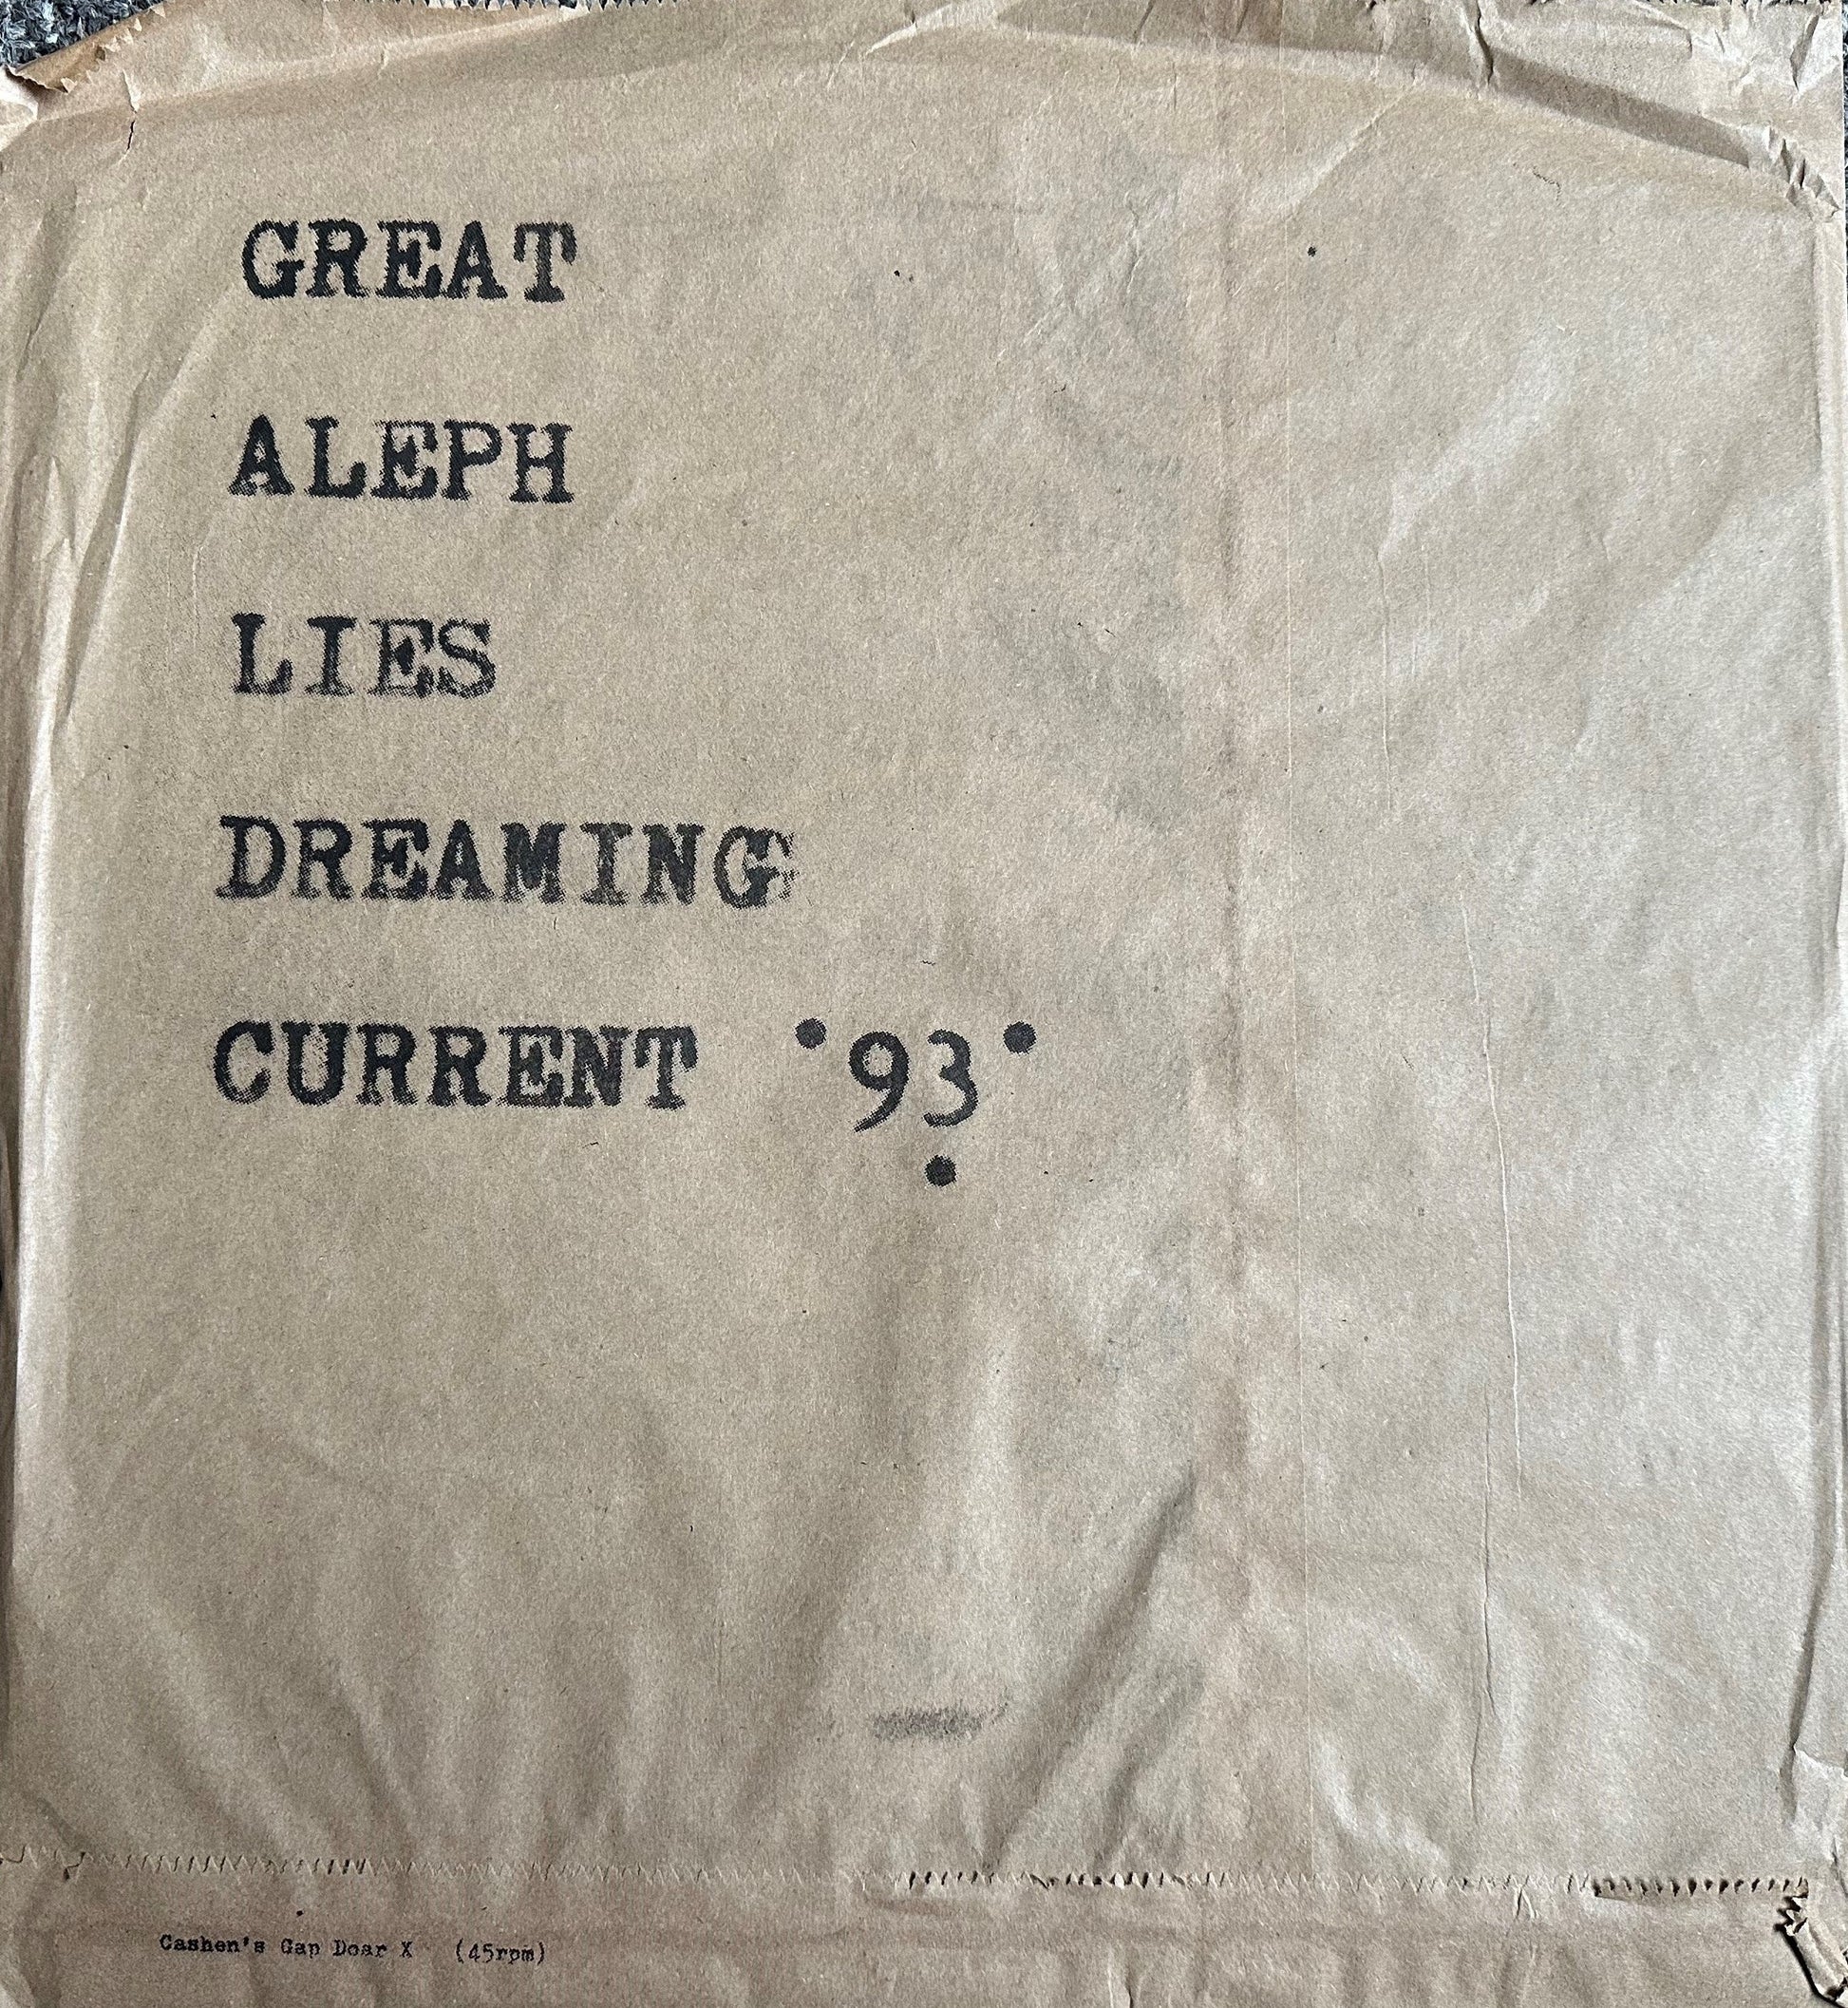 GREAT
ALEPH
LIES
DREAMING
CURRENT •93•
•
Cashen's Gap Doar X (45rpm)